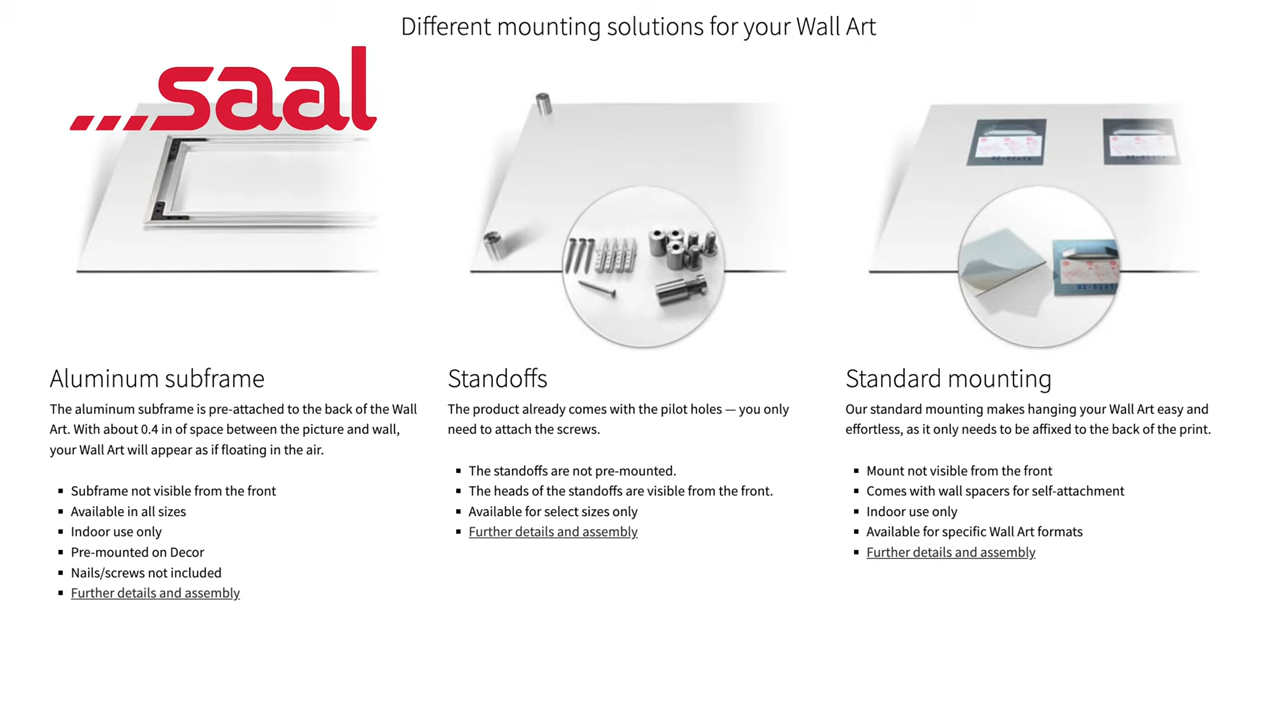 Different mounting solutions for your Wall Art
...saal
Aluminum subframe
The aluminum subframe is pre-attached to the back of the Wall
Art. With about 0.4 in of space between the picture and wall,
your Wall Art will appear as if floating in the air.
▪ Subframe not visible from the front
▪ Available in all sizes
▪ Indoor use only
▪ Pre-mounted on Decor
▪ Nails/screws not included
▪ Further details and assembly
Standoffs
The product already comes with the pilot holes — you only
need to attach the screws.
▪ The standoffs are not pre-mounted.
▪ The heads of the standoffs are visible from the front.
▪ Available for select sizes only
▪ Further details and assembly
Standard mounting
Our standard mounting makes hanging your Wall Art easy and
effortless, as it only needs to be affixed to the back of the print.
▪ Mount not visible from the front
▪ Comes with wall spacers for self-attachment
▪ Indoor use only
▪ Available for specific Wall Art formats
▪ Further details and assembly